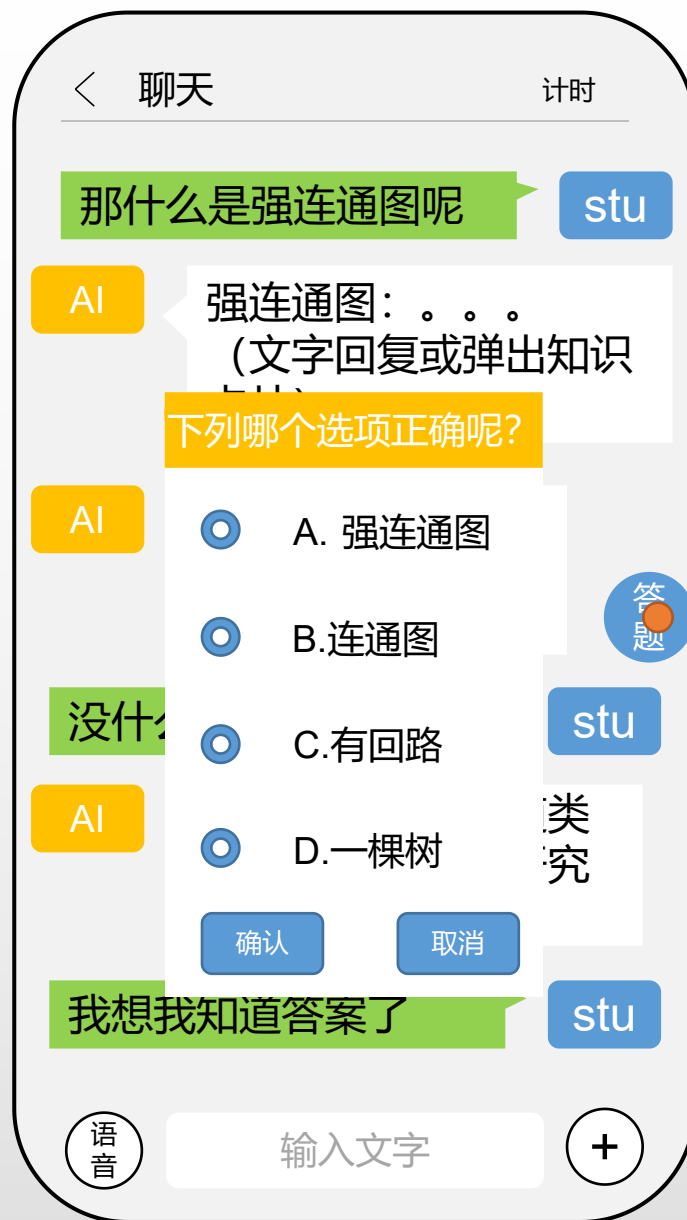 聊天
计时
那什么是强连通图呢
stu
AI
强连通图：。。。
（文字回复或弹出知识
下列哪个选项正确呢？
AI
A. 强连通图
答
题
B.连通图
没什
stu
C.有回路
AI
类
D.一棵树
究
确认
取消
我想我知道答案了
stu
语
音
输入文字
+